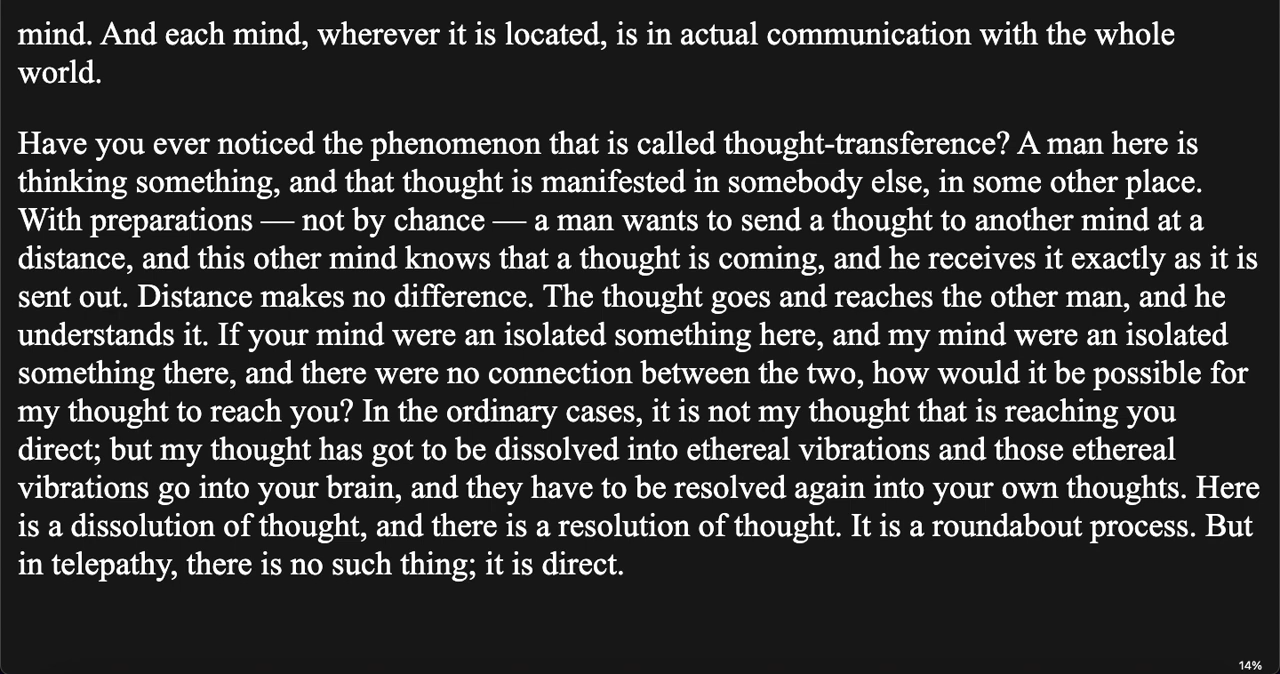 mind. And each mind, wherever it is located, is in actual communication with the whole
world.
Have you ever noticed the phenomenon that is called thought-transference? A man here is
thinking something, and that thought is manifested in somebody else, in some other place.
With preparations — not by chance — a man wants to send a thought to another mind at a
distance, and this other mind knows that a thought is coming, and he receives it exactly as it is
sent out. Distance makes no difference. The thought goes and reaches the other man, and he
understands it. If your mind were an isolated something here, and my mind were an isolated
something there, and there were no connection between the two, how would it be possible for
my thought to reach you? In the ordinary cases, it is not my thought that is reaching you
direct; but my thought has got to be dissolved into ethereal vibrations and those ethereal
vibrations go into your brain, and they have to be resolved again into your own thoughts. Here
is a dissolution of thought, and there is a resolution of thought. It is a roundabout process. But
in telepathy, there is no such thing; it is direct.
14%